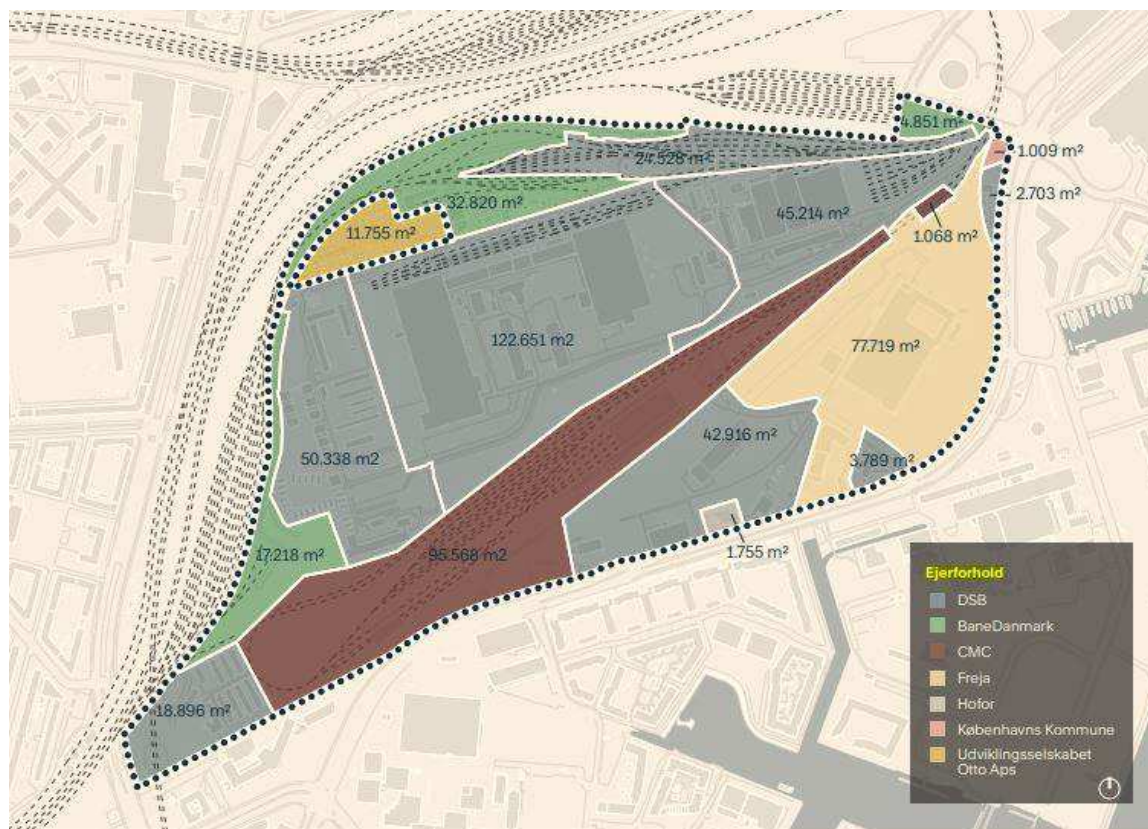 4.851 m²
1.009 m²
24.528 m²
2.703 m²
32.820 m²
45.214 m²
11.755 m²
1.068 m²
122.651 m2
77.719 m²
42.916 m²
50.338 m2
3.789 m²
17.218 m²
95.568 m2
1.755 m²
18.896 m²
Ejerforhold
DSB
BaneDanmark
CMC
Freja
Hofor
Københavns Kommune
Udviklingsselskabet
Otto Aps